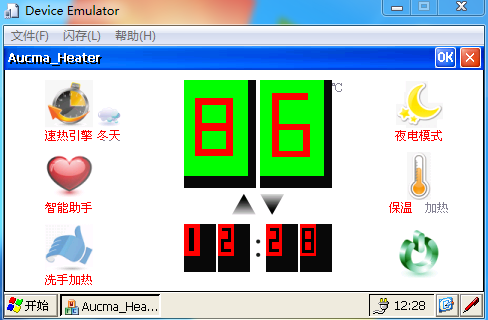 Device Emulator
文件(F) 闪存(L) 帮助(H)
Aucma_Heater OK
86 ℃
速热引擎 冬天 夜电模式
智能助手 保温 加热
12:28
洗手加热
开始 Aucma_Hea... 12:28